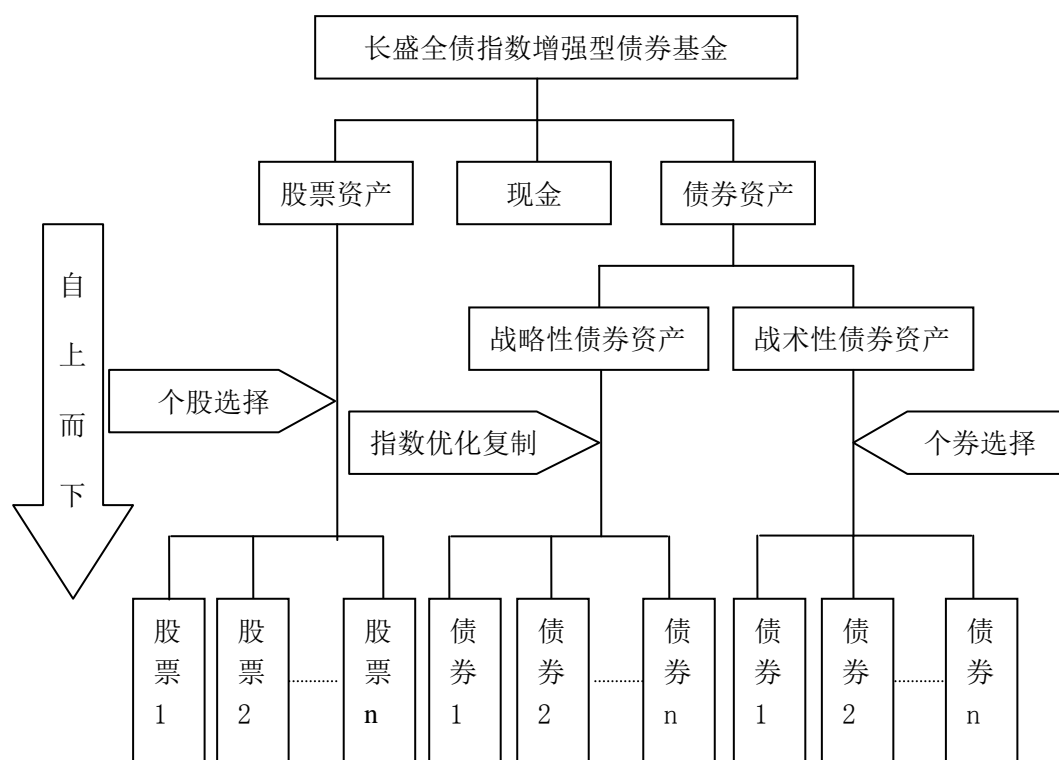 长盛全债指数增强型债券基金
股票资产
现金
债券资产
自上而下
战略性债券资产
战术性债券资产
个股选择
指数优化复制
个券选择
股票1
股票2
股票n
债券1
债券2
债券n
债券1
债券2
债券n